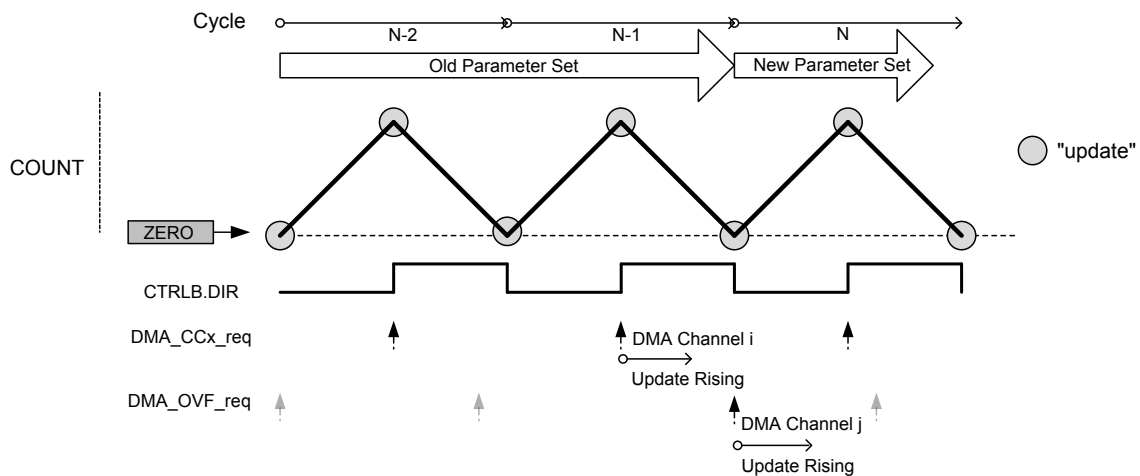 Cycle
N-2
N-1
N
Old Parameter Set
New Parameter Set
COUNT
"update"
ZERO
CTRLB.DIR
DMA_CCx_req
DMA Channel i
Update Rising
DMA_OVF_req
DMA Channel j
Update Rising